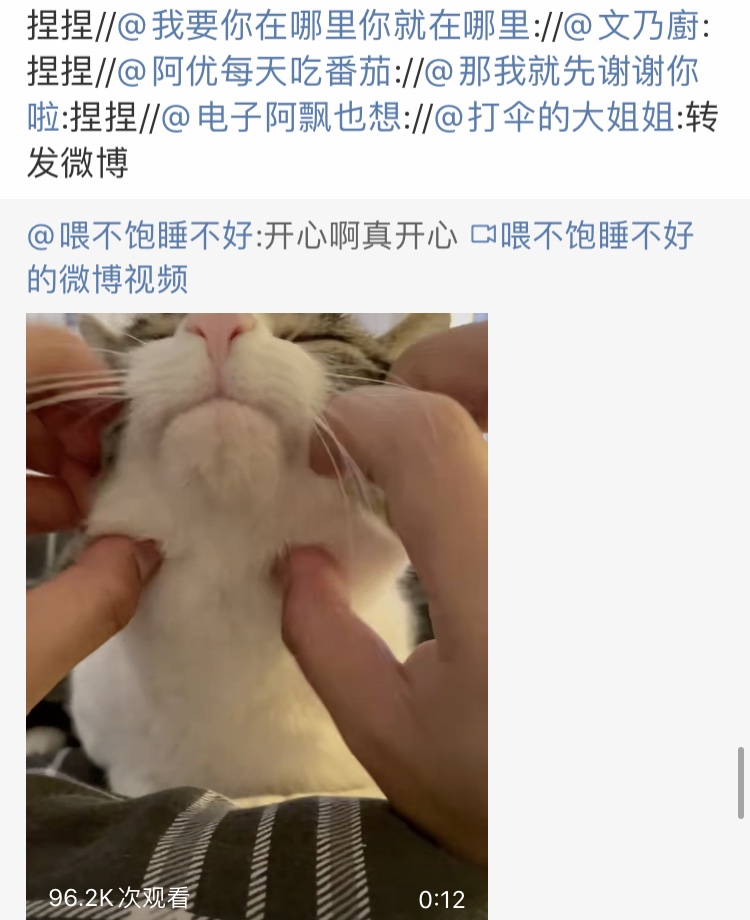 捏捏//@我要你在哪里你就在哪里://@文乃廚:
捏捏//@阿优每天吃番茄://@那我就先谢谢你
啦:捏捏//@电子阿飘也想://@打伞的大姐姐:转
发微博
@喂不饱睡不好:开心啊真开心 喂不饱睡不好
的微博视频
96.2K次观看
0:12